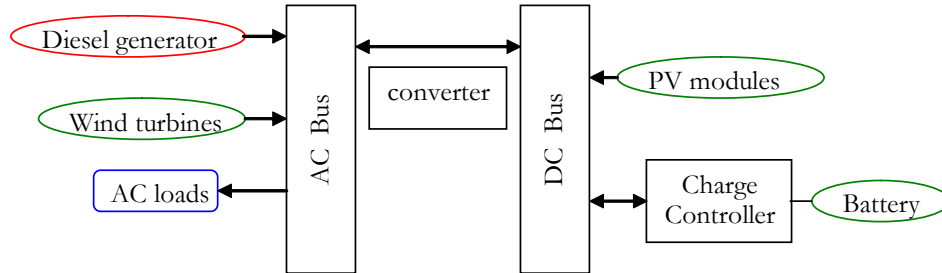 Diesel generator
Wind turbines
AC loads
AC Bus
converter
DC Bus
PV modules
Charge
Controller
Battery